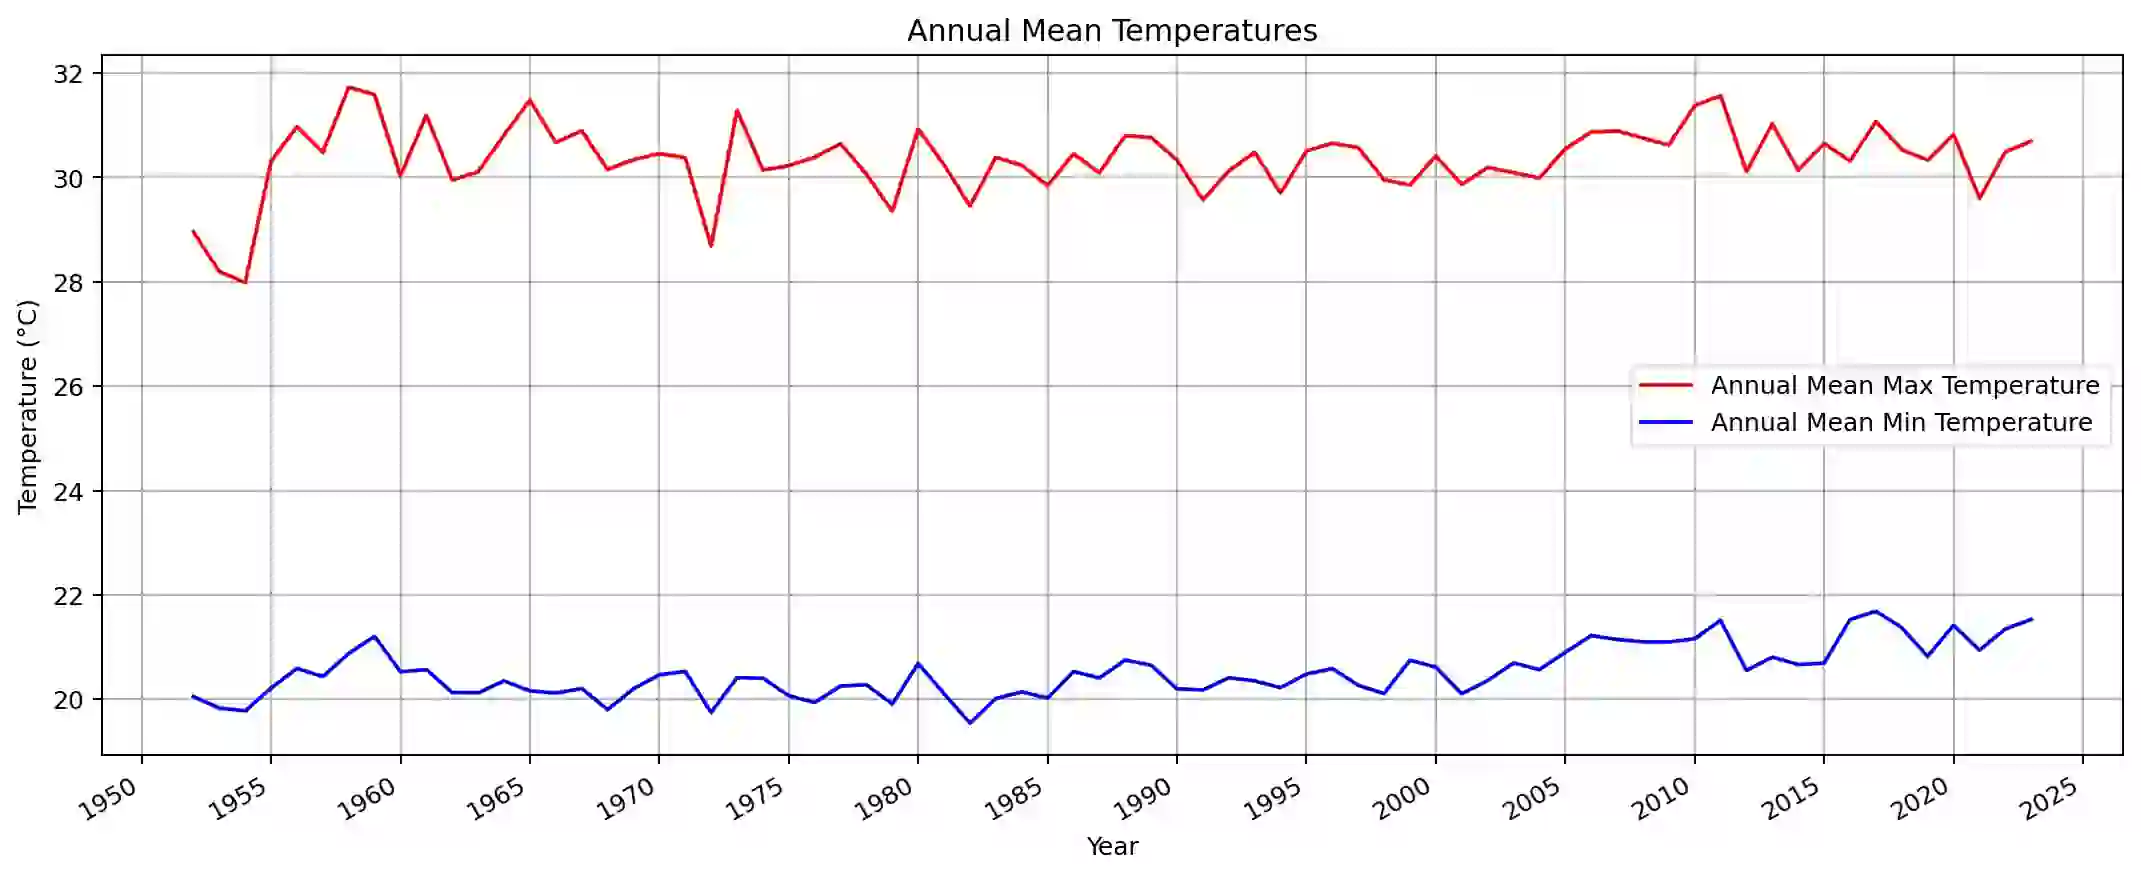 Annual Mean Temperatures
32
30
28
26
24
22
20
Temperature (°C)
Annual Mean Max Temperature
Annual Mean Min Temperature
1950 1955 1960 1965 1970 1975 1980 1985 1990 1995 2000 2005 2010 2015 2020 2025
Year